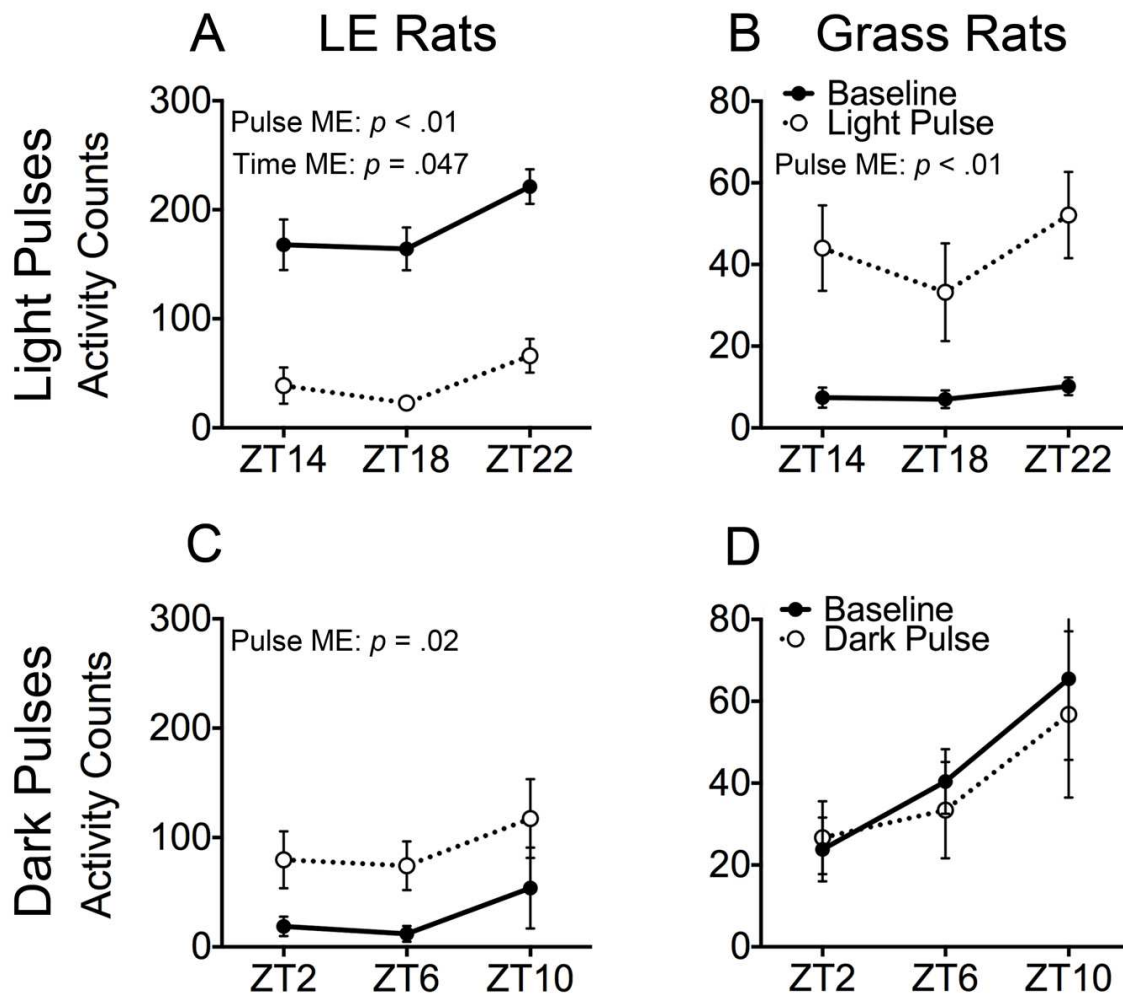 A LE Rats
B Grass Rats
Light Pulses
Activity Counts
300
200
100
0
Pulse ME: p < .01
Time ME: p = .047
ZT14 ZT18 ZT22
80
60
40
20
0
Baseline
Light Pulse
Pulse ME: p < .01
ZT14 ZT18 ZT22
Dark Pulses
Activity Counts
C
300
200
100
0
Pulse ME: p = .02
ZT2 ZT6 ZT10
D
80
60
40
20
0
Baseline
Dark Pulse
ZT2 ZT6 ZT10